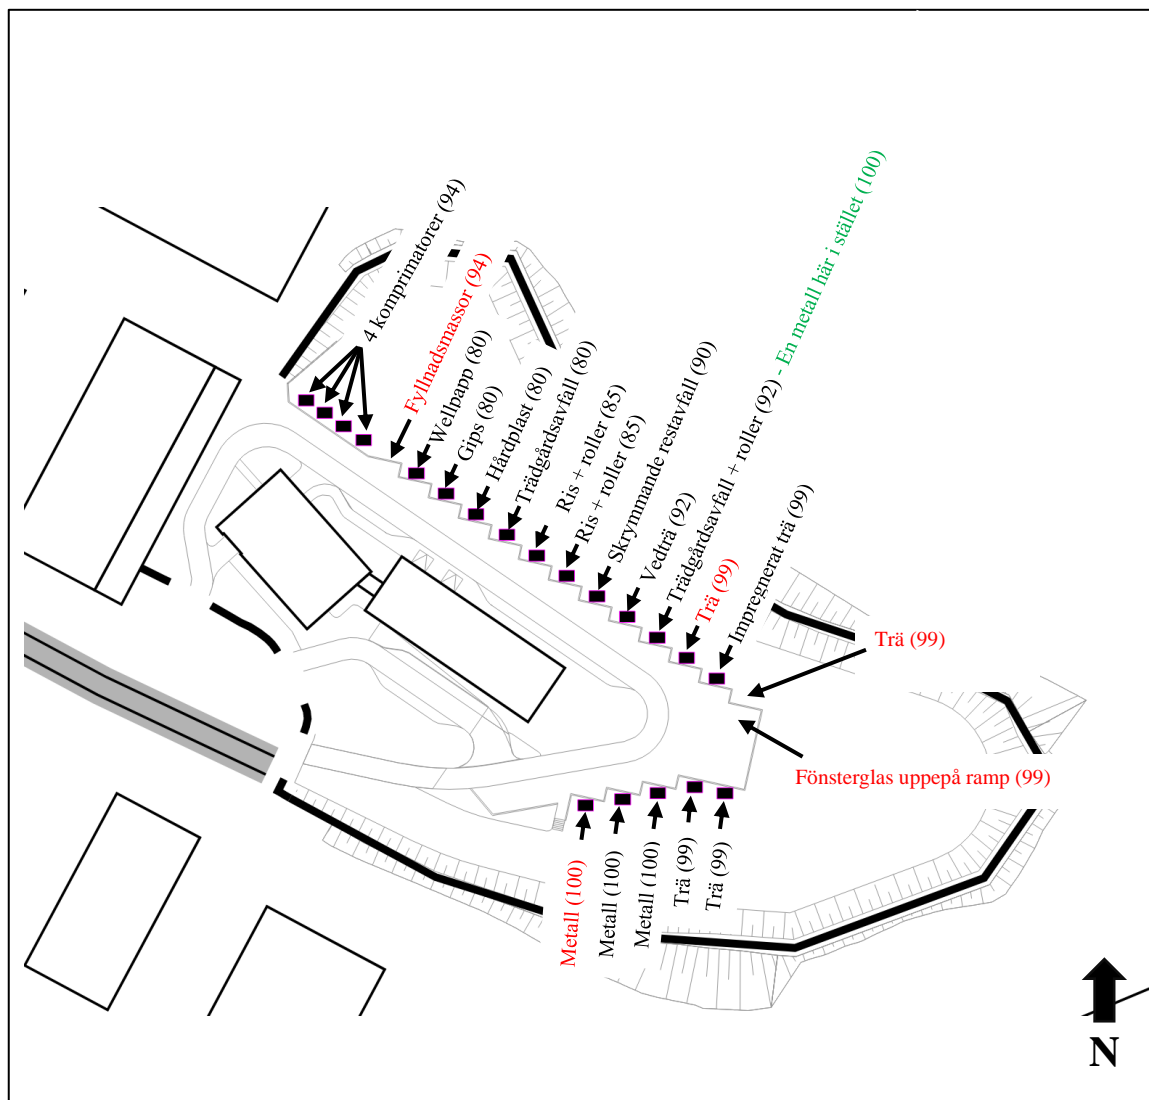 4 komprimatorer (94)
Fyllnadsmassor (94)
Wellpapp (80)
Gips (80)
Hårdplast (80)
Trädgårdsavfall (80)
Ris + roller (85)
Ris + roller (85)
Skrymmande restavfall (90)
Vedträ (92)
Trädgårdsavfall + roller (92) - En metall här i stället (100)
Trä (99)
Impregnerat trä (99)
Trä (99)
Fönsterglas uppepå ramp (99)
Metall (100)
Metall (100)
Metall (100)
Trä (99)
Trä (99)
N